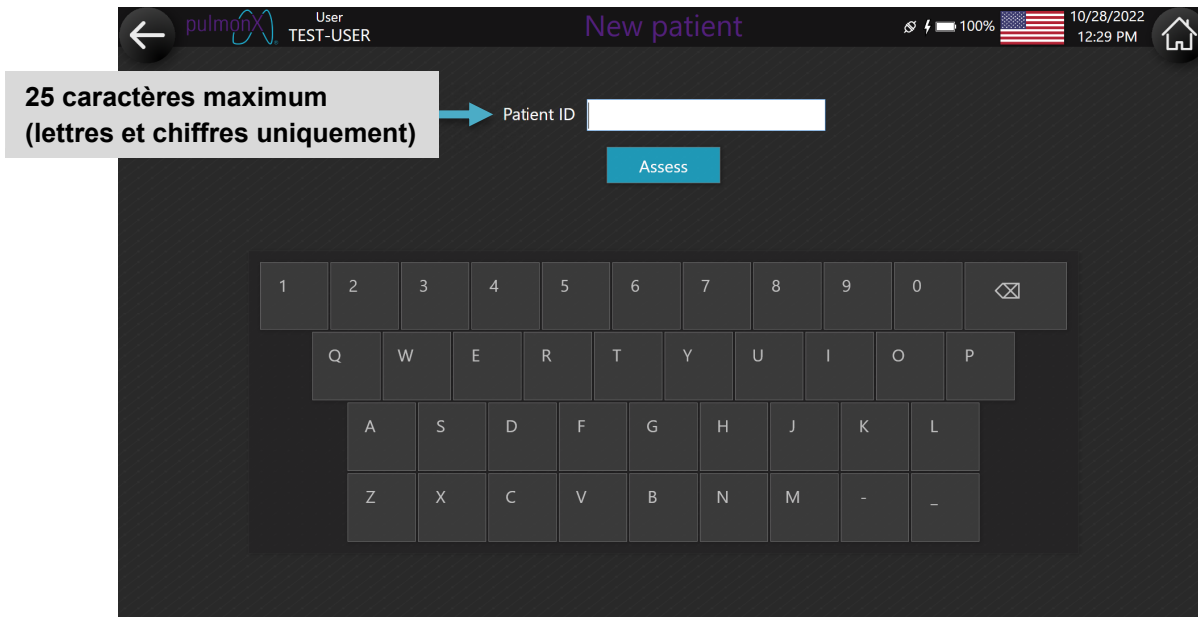 pulmonX
User
TEST-USER
New patient
100%
10/28/2022
12:29 PM
25 caractères maximum
(lettres et chiffres uniquement)
Patient ID
Assess
1 2 3 4 5 6 7 8 9 0
Q W E R T Y U I O P
A S D F G H J K L
Z X C V B N M - _